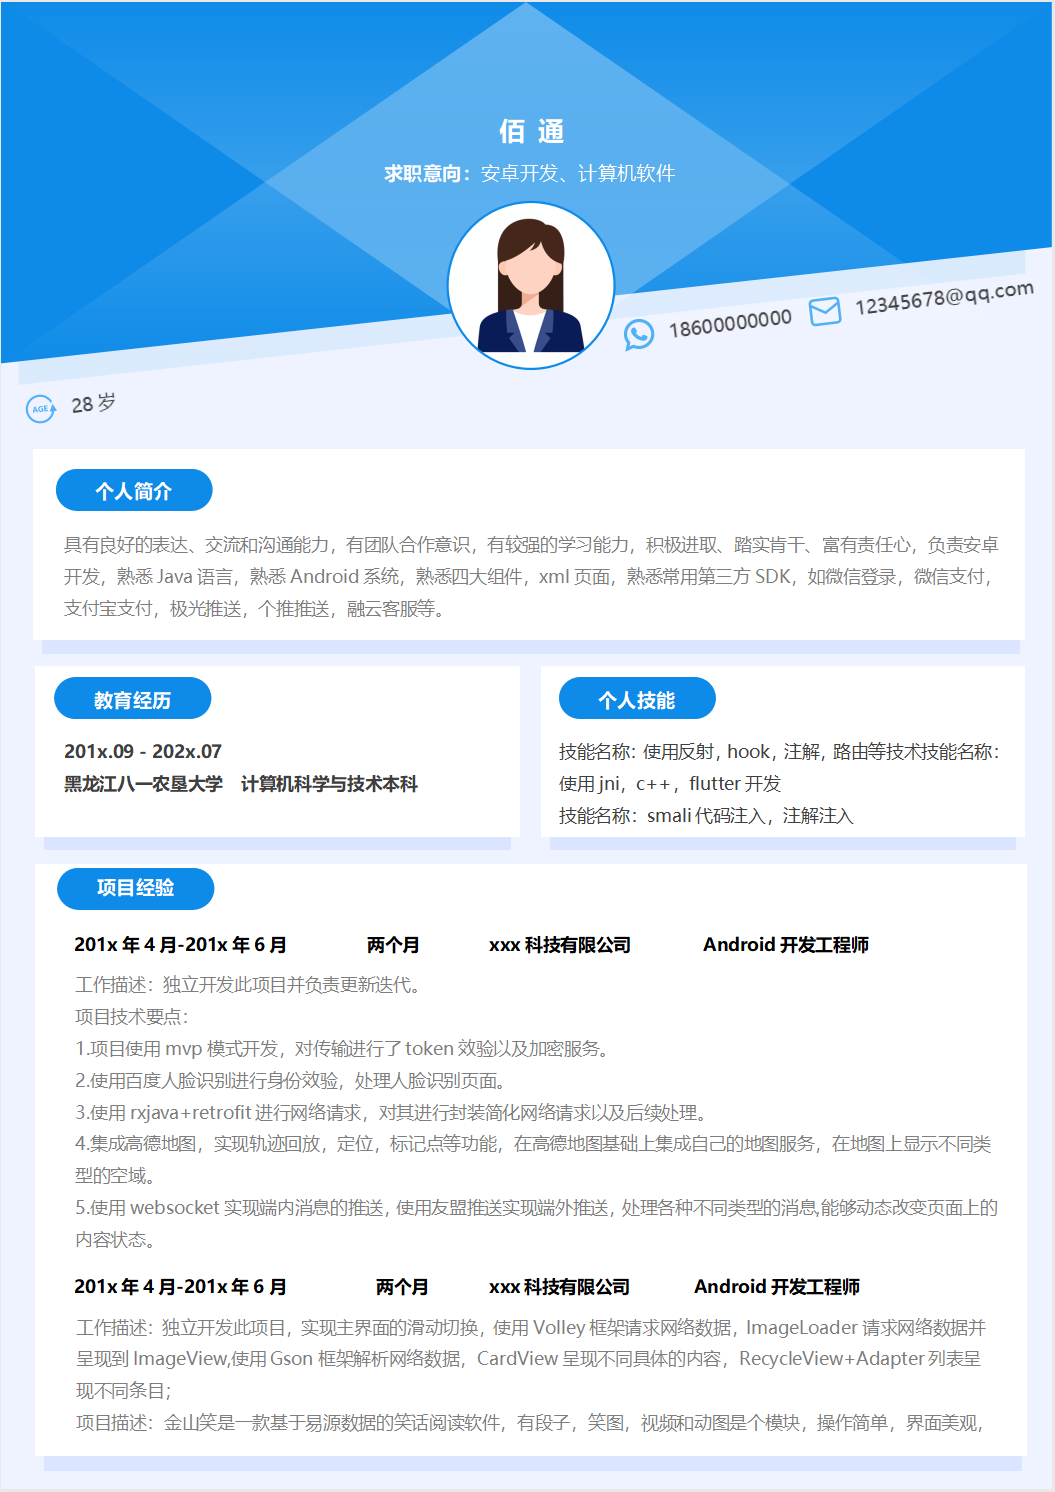 佰 通
求职意向：安卓开发、计算机软件
18600000000
12345678@qq.com
AGE
28 岁
个人简介
具有良好的表达、交流和沟通能力，有团队合作意识，有较强的学习能力，积极进取、踏实肯干、富有责任心，负责安卓
开发，熟悉 Java 语言，熟悉 Android 系统，熟悉四大组件，xml 页面，熟悉常用第三方 SDK，如微信登录，微信支付，
支付宝支付，极光推送，个推推送，融云客服等。
教育经历
201x.09 - 202x.07
黑龙江八一农垦大学　计算机科学与技术本科
个人技能
技能名称：使用反射，hook，注解，路由等技术技能名称：
使用 jni，c++，flutter 开发
技能名称：smali 代码注入，注解注入
项目经验
201x 年 4 月-201x 年 6 月 两个月 xxx 科技有限公司 Android 开发工程师
工作描述：独立开发此项目并负责更新迭代。
项目技术要点：
1.项目使用 mvp 模式开发，对传输进行了 token 效验以及加密服务。
2.使用百度人脸识别进行身份效验，处理人脸识别页面。
3.使用 rxjava+retrofit 进行网络请求，对其进行封装简化网络请求以及后续处理。
4.集成高德地图，实现轨迹回放，定位，标记点等功能，在高德地图基础上集成自己的地图服务，在地图上显示不同类
型的空域。
5.使用 websocket 实现端内消息的推送，使用友盟推送实现端外推送，处理各种不同类型的消息,能够动态改变页面上的
内容状态。
201x 年 4 月-201x 年 6 月 两个月 xxx 科技有限公司 Android 开发工程师
工作描述：独立开发此项目，实现主界面的滑动切换，使用 Volley 框架请求网络数据，ImageLoader 请求网络数据并
呈现到 ImageView,使用 Gson 框架解析网络数据，CardView 呈现不同具体的内容，RecycleView+Adapter 列表呈
现不同条目；
项目描述：金山笑是一款基于易源数据的笑话阅读软件，有段子，笑图，视频和动图是个模块，操作简单，界面美观，